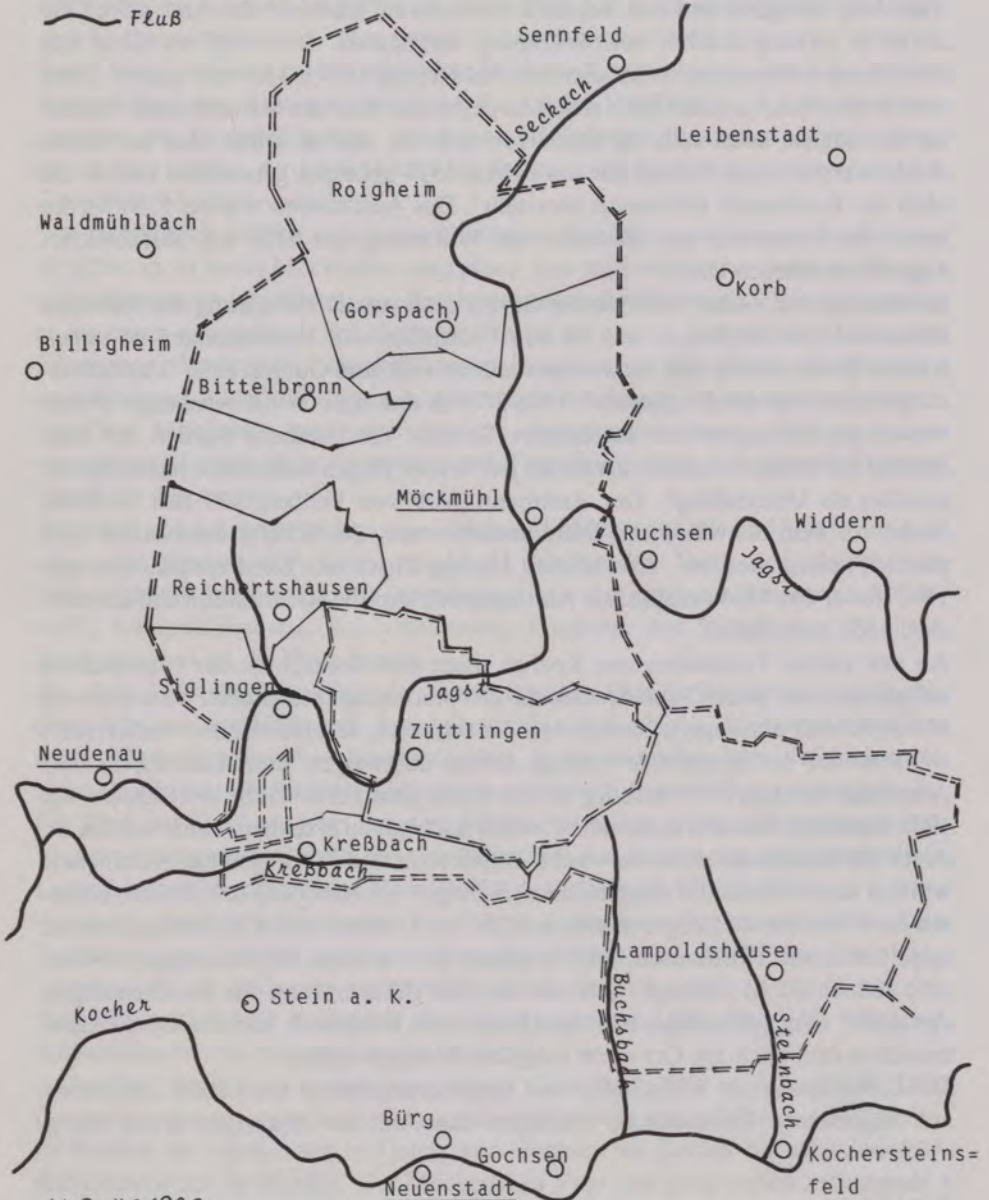 Fluß
Sennfeld
Seckach
Leibenstadt
Roigheim
Waldmühlbach
Korb
(Gorspach)
Billigheim
Bittelbronn
Möckmühl
Ruchsen
Widdern
Jagst
Reichertshausen
Siglingen
Jagst
Züttlingen
Neudenau
Kreßbach
Kreßbach
Lampoldshausen
Stein a. K.
Kocher
Buchsbach
Steinbach
Bürg
Gochsen
Kochersteins=
feld
Neuenstadt